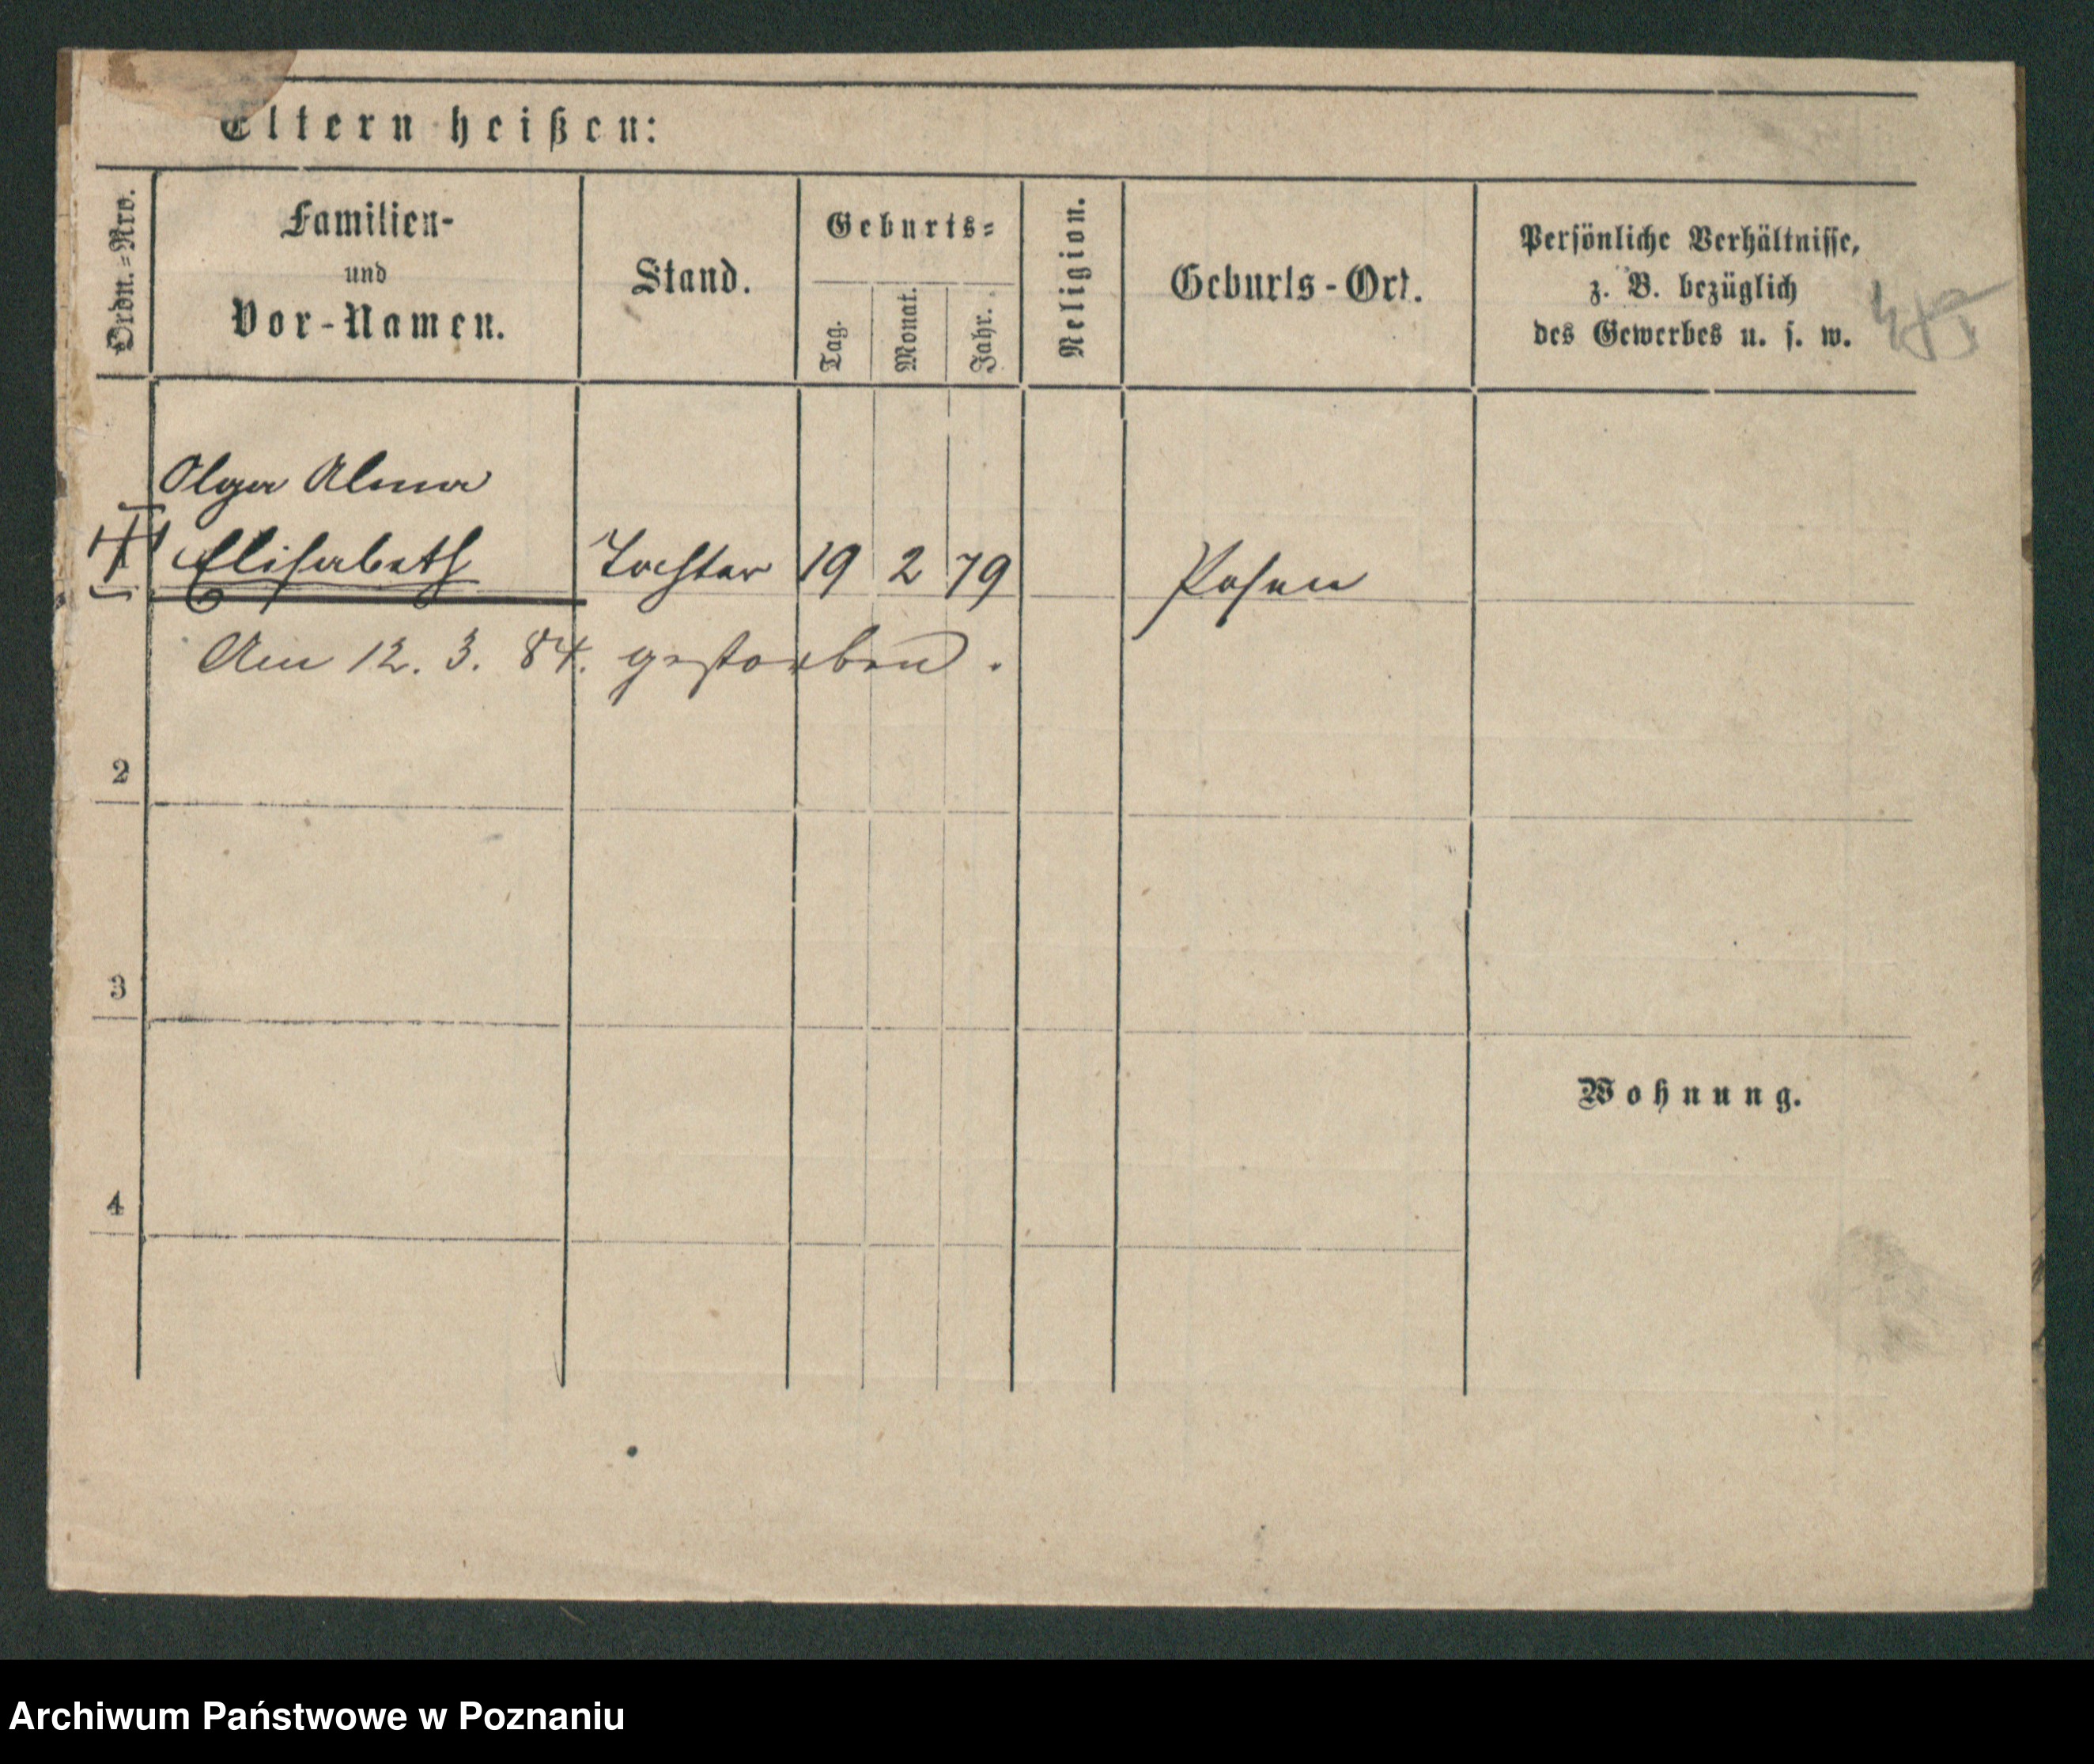 Eltern heißen:
Ordn.=Nro.
Familien-
und
Vor-Namen.
Stand.
Geburts=
Tag.
Monat.
Jahr.
Religion.
Geburts-Ort.
Persönliche Verhältnisse,
z. B. bezüglich
des Gewerbes u. s. w.
Olga Alma
Elisabeth Tochter 19 2 79 Posen
Am 12. 3. 84. gestorben.
2
3
Wohnung.
4
Archiwum Państwowe w Poznaniu